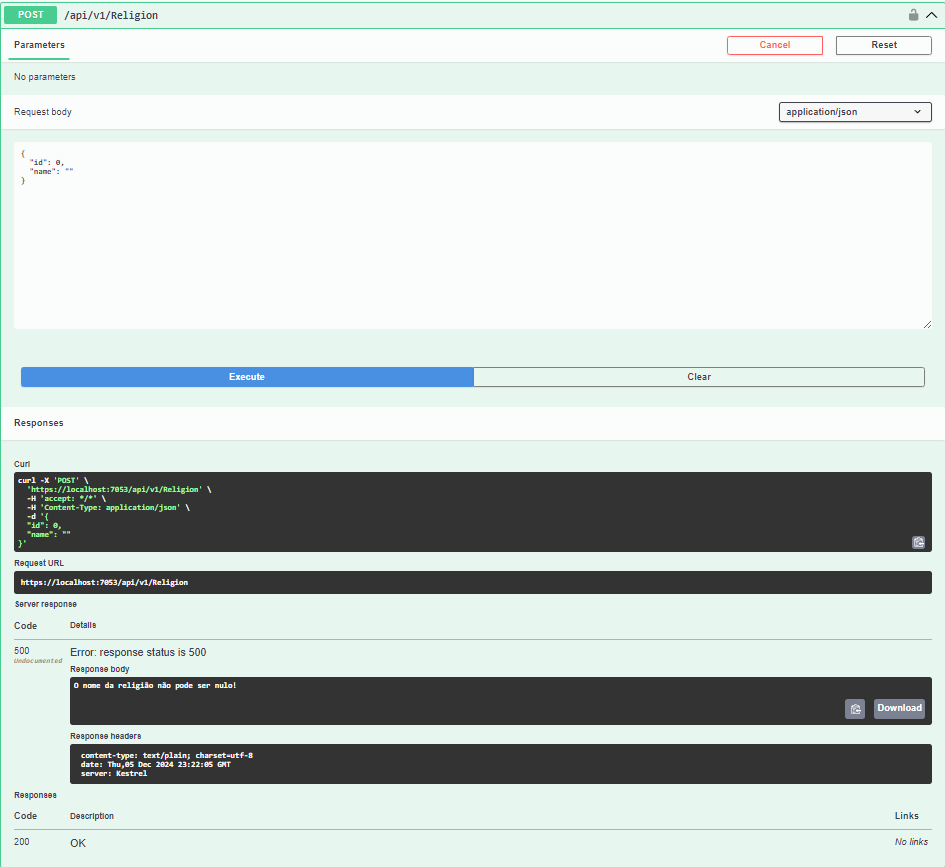 POST /api/v1/Religion
Parameters Cancel Reset
No parameters
Request body application/json
{
  "id": 0,
  "name": ""
}
Execute Clear
Responses
Curl
curl -X 'POST' \
  'https://localhost:7053/api/v1/Religion' \
  -H 'accept: */*' \
  -H 'Content-Type: application/json' \
  -d '{
  "id": 0,
  "name": ""
}'
Request URL
https://localhost:7053/api/v1/Religion
Server response
Code Details
500 Error: response status is 500
Undocumented
Response body
O nome da religião não pode ser nulo!
Download
Response headers
content-type: text/plain; charset=utf-8
date: Thu,05 Dec 2024 23:22:05 GMT
server: Kestrel
Responses
Code Description Links
200 OK No links